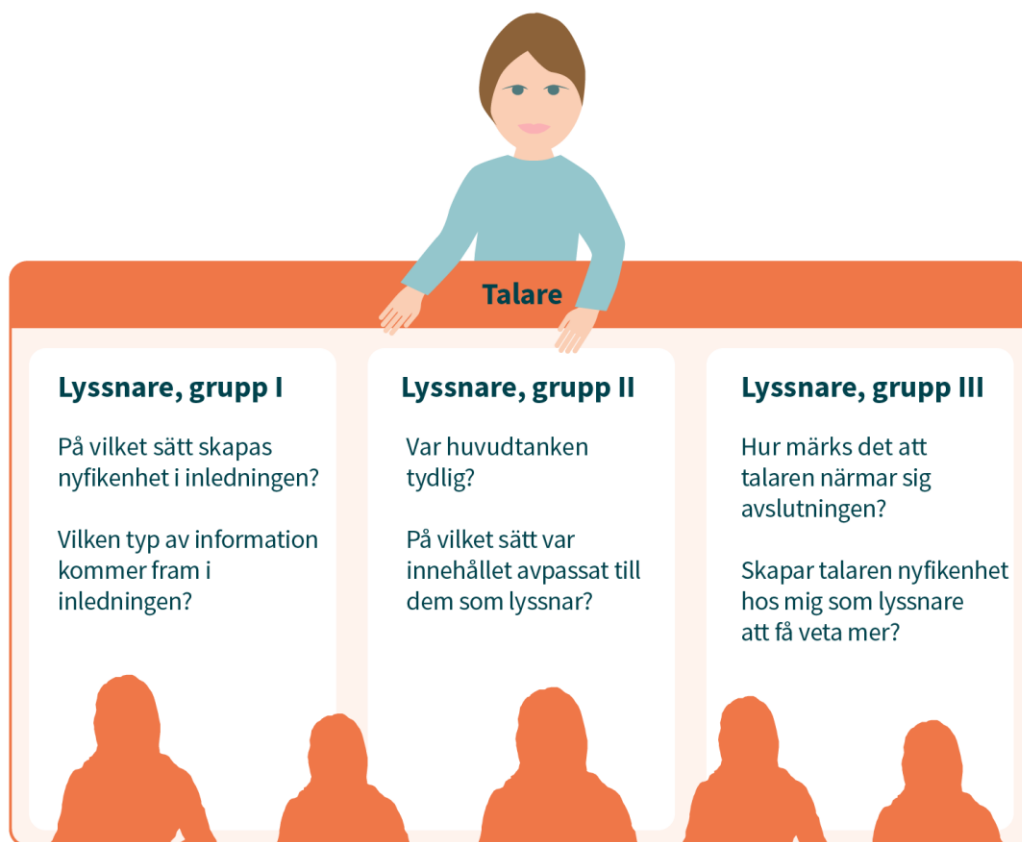 Talare
Lyssnare, grupp I
På vilket sätt skapas
nyfikenhet i inledningen?
Vilken typ av information
kommer fram i
inledningen?
Lyssnare, grupp II
Var huvudtanken
tydlig?
På vilket sätt var
innehållet avpassat till
dem som lyssnar?
Lyssnare, grupp III
Hur märks det att
talaren närmar sig
avslutningen?
Skapar talaren nyfikenhet
hos mig som lyssnare
att få veta mer?